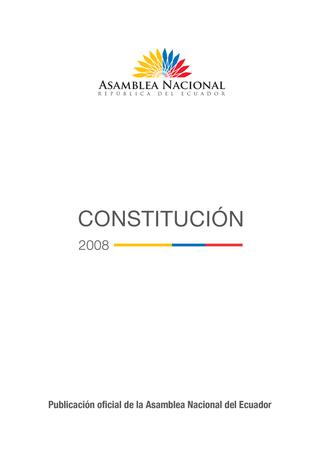 ASAMBLEA NACIONAL
REPÚBLICA DEL ECUADOR
CONSTITUCIÓN
2008
Publicación oficial de la Asamblea Nacional del Ecuador